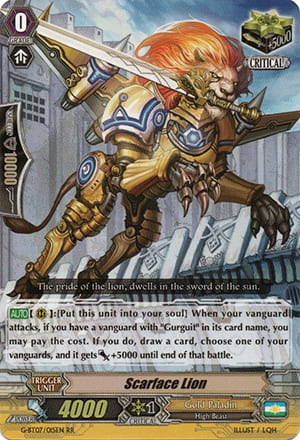 0
GRADE
+5000
CRITICAL
10000
SHIELD
The pride of the lion, dwells in the sword of the sun.
AUTO [ ]:[Put this unit into your soul] When your vanguard
attacks, if you have a vanguard with "Gurguit" in its card name, you
may pay the cost. If you do, draw a card, choose one of your
vanguards, and it gets +5000 until end of that battle.
Scarface Lion
TRIGGER
UNIT
POWER
4000
1
CRITICAL
Gold Paladin
High Beast
G-BT07/015EN RR
ILLUST / LQH